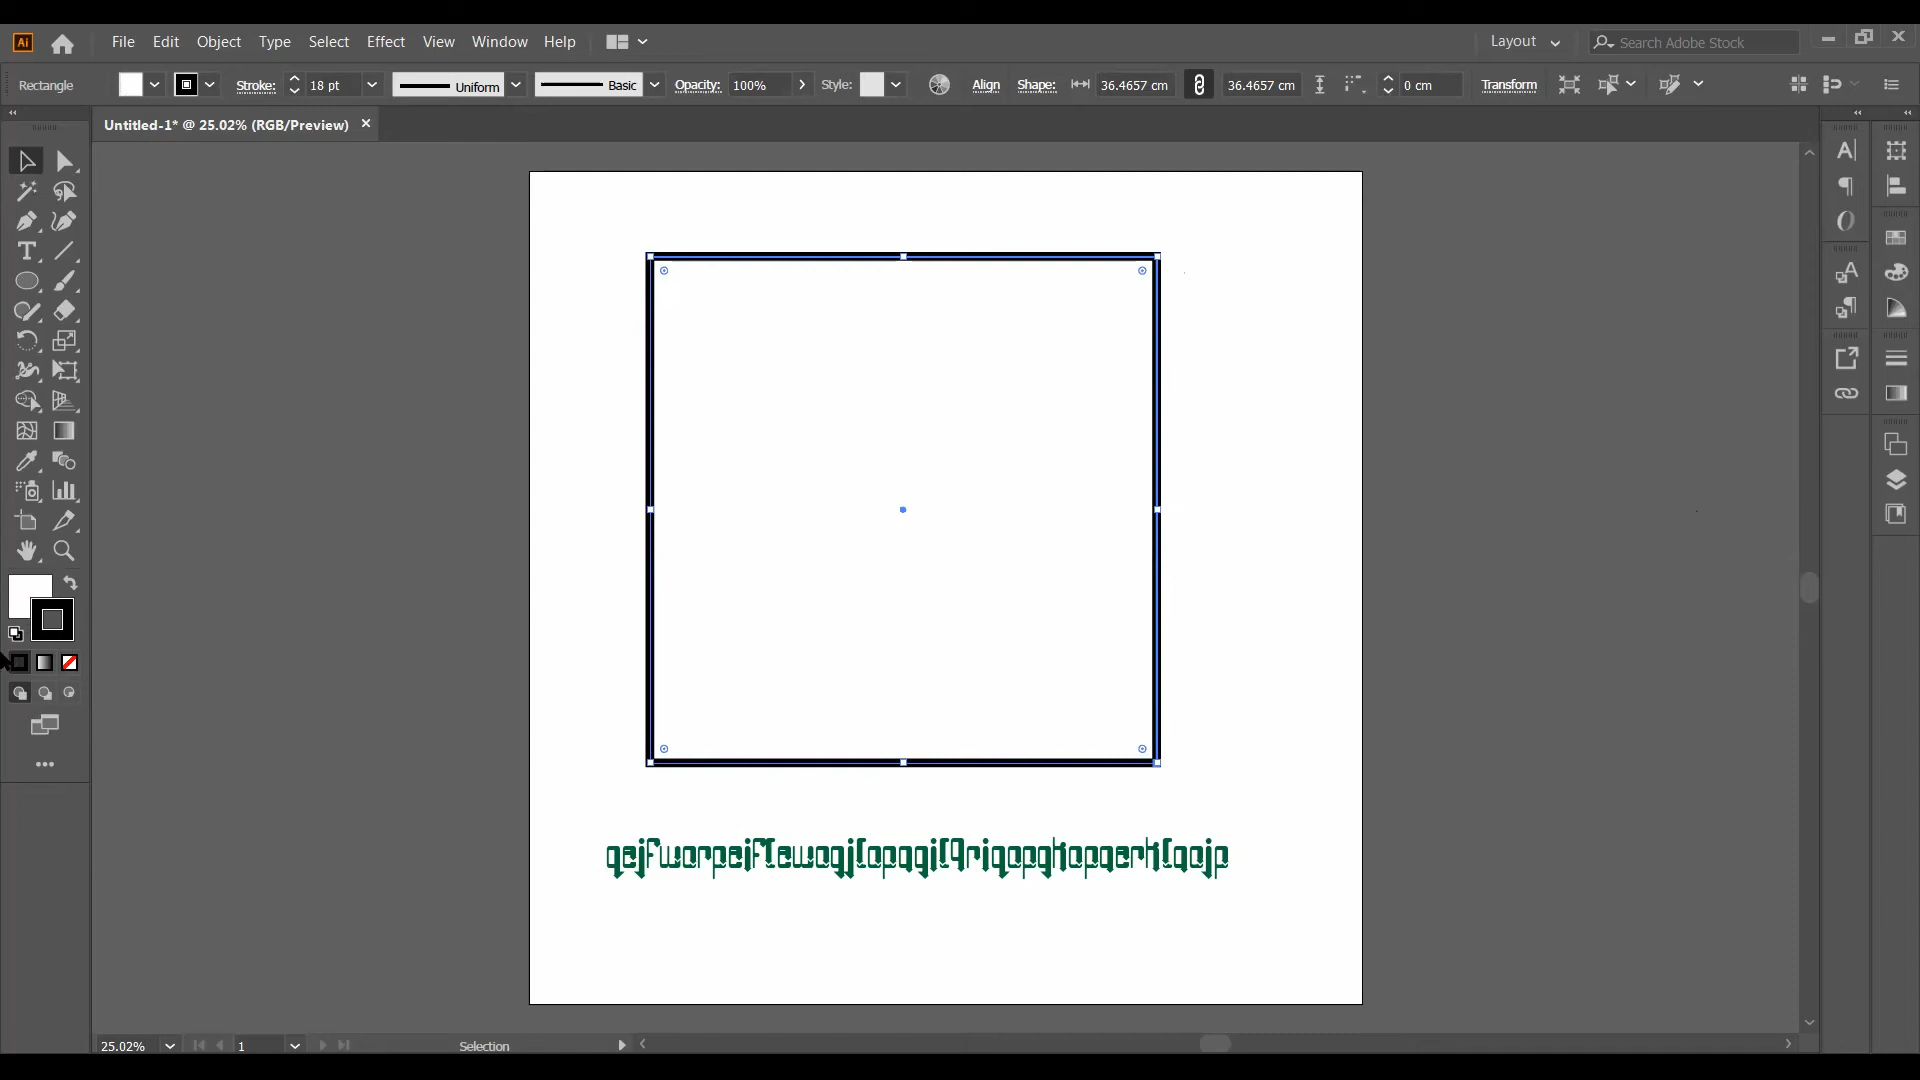 Ai File Edit Object Type Select Effect View Window Help Layout Search Adobe Stock
Rectangle Stroke: 18 pt Uniform Basic Opacity: 100% Style: Align Shape: 36.4657 cm 36.4657 cm 0 cm Transform
Untitled-1* @ 25.02% (RGB/Preview)
25.02% 1 Selection